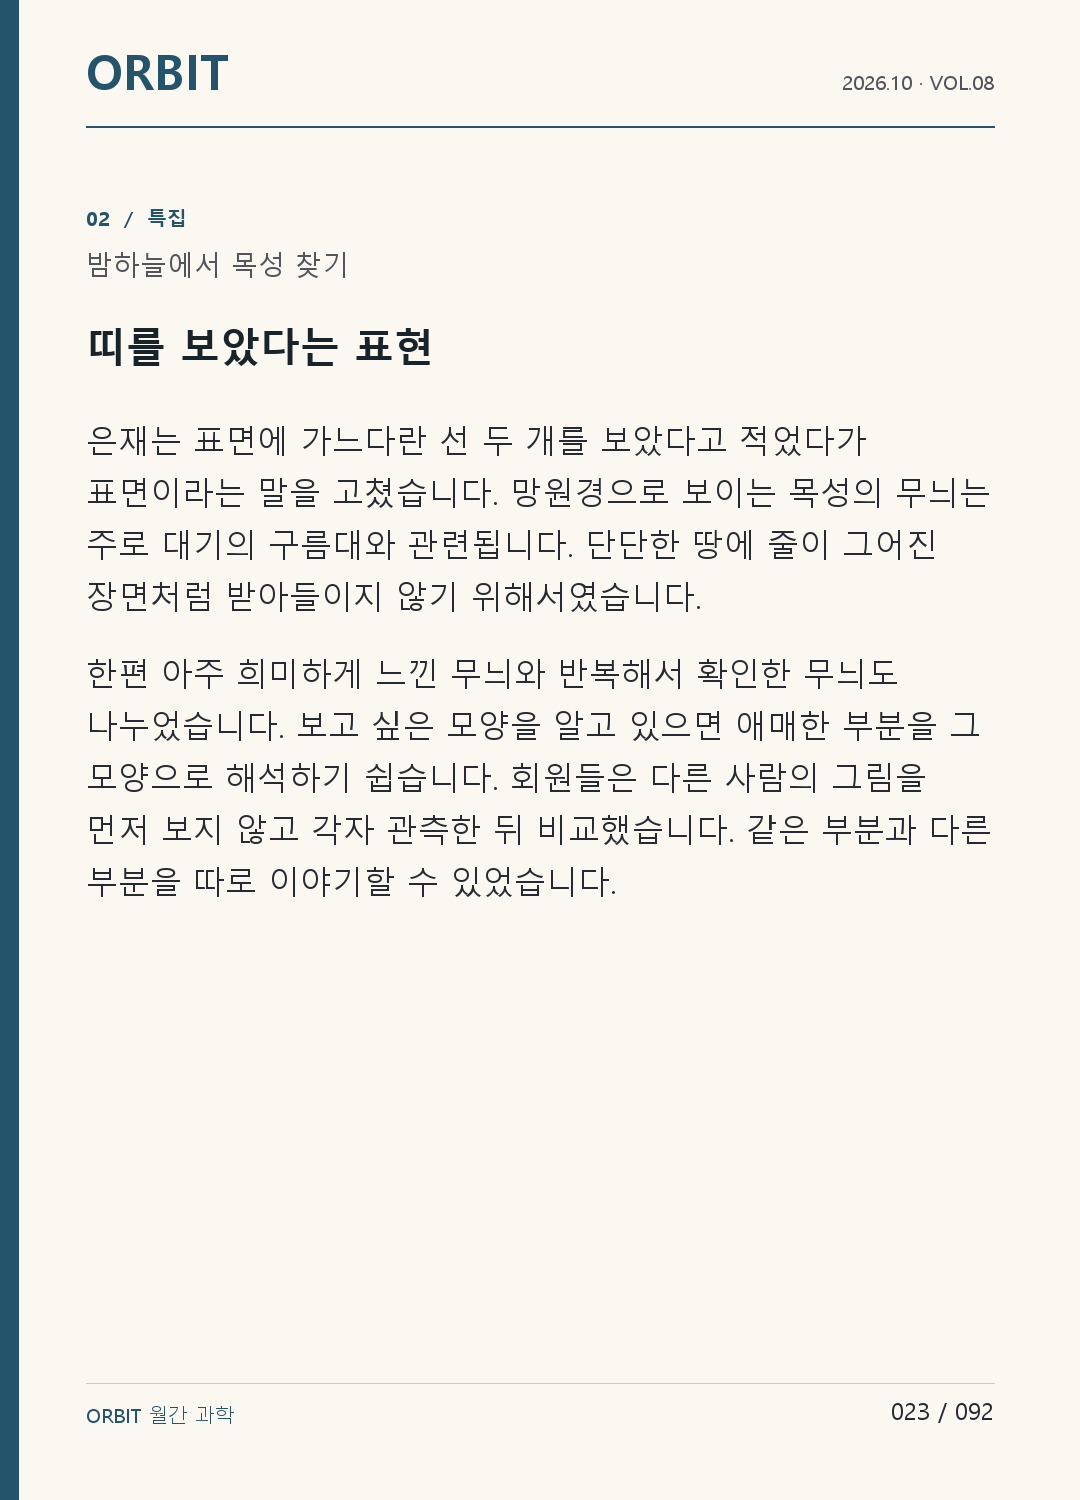 ORBIT
2026.10 · VOL.08
02 / 특집
밤하늘에서 목성 찾기
띠를 보았다는 표현
은재는 표면에 가느다란 선 두 개를 보았다고 적었다가
표면이라는 말을 고쳤습니다. 망원경으로 보이는 목성의 무늬는
주로 대기의 구름대와 관련됩니다. 단단한 땅에 줄이 그어진
장면처럼 받아들이지 않기 위해서였습니다.
한편 아주 희미하게 느낀 무늬와 반복해서 확인한 무늬도
나누었습니다. 보고 싶은 모양을 알고 있으면 애매한 부분을 그
모양으로 해석하기 쉽습니다. 회원들은 다른 사람의 그림을
먼저 보지 않고 각자 관측한 뒤 비교했습니다. 같은 부분과 다른
부분을 따로 이야기할 수 있었습니다.
ORBIT 월간 과학
023 / 092